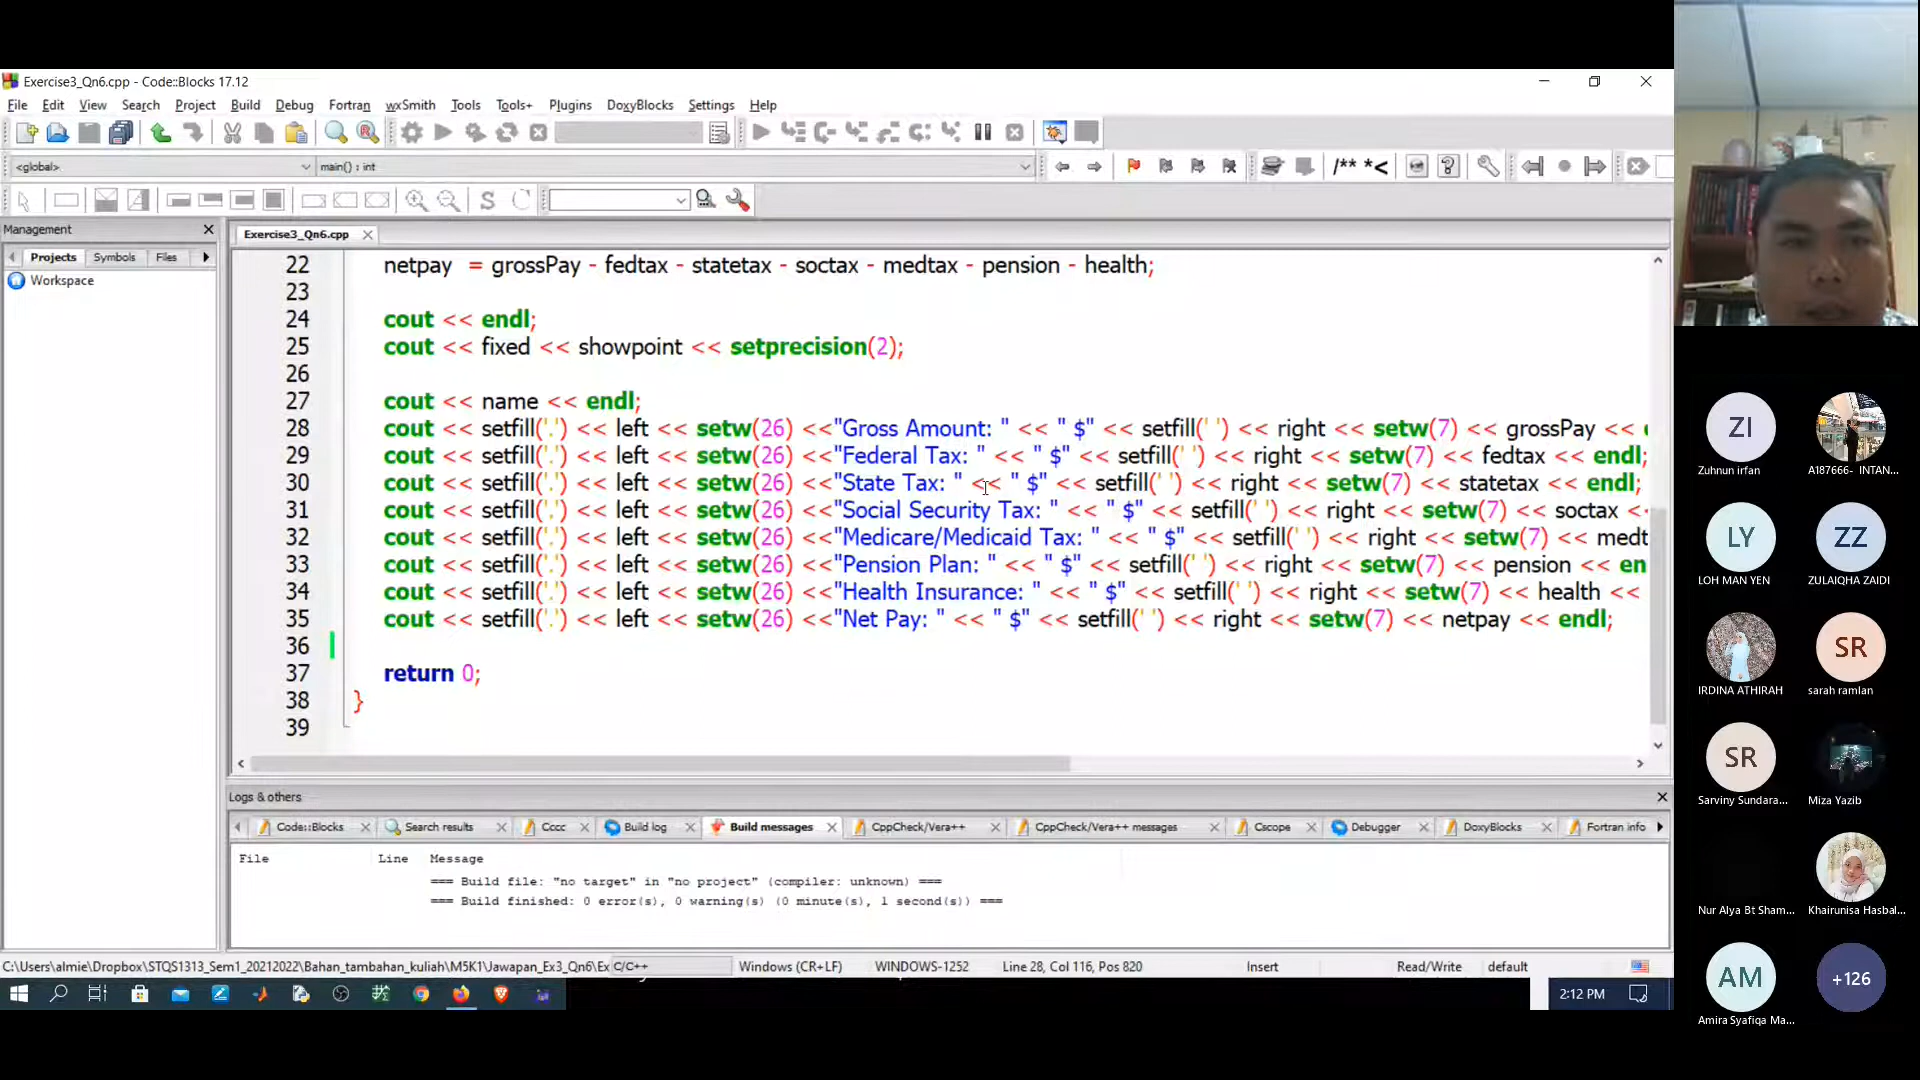 Exercise3_Qn6.cpp - Code::Blocks 17.12
File Edit View Search Project Build Debug Fortran wxSmith Tools Tools+ Plugins DoxyBlocks Settings Help
<global> main() : int
/** *<
S
Management
Projects Symbols Files
Workspace
Exercise3_Qn6.cpp
22 netpay = grossPay - fedtax - statetax - soctax - medtax - pension - health;
23
24 cout << endl;
25 cout << fixed << showpoint << setprecision(2);
26
27 cout << name << endl;
28 cout << setfill('.') << left << setw(26) <<"Gross Amount: " << " $" << setfill(' ') << right << setw(7) << grossPay <<
29 cout << setfill('.') << left << setw(26) <<"Federal Tax: " << " $" << setfill(' ') << right << setw(7) << fedtax << endl;
30 cout << setfill('.') << left << setw(26) <<"State Tax: " << " $" << setfill(' ') << right << setw(7) << statetax << endl;
31 cout << setfill('.') << left << setw(26) <<"Social Security Tax: " << " $" << setfill(' ') << right << setw(7) << soctax <
32 cout << setfill('.') << left << setw(26) <<"Medicare/Medicaid Tax: " << " $" << setfill(' ') << right << setw(7) << medt
33 cout << setfill('.') << left << setw(26) <<"Pension Plan: " << " $" << setfill(' ') << right << setw(7) << pension << en
34 cout << setfill('.') << left << setw(26) <<"Health Insurance: " << " $" << setfill(' ') << right << setw(7) << health <<
35 cout << setfill('.') << left << setw(26) <<"Net Pay: " << " $" << setfill(' ') << right << setw(7) << netpay << endl;
36
37 return 0;
38 }
39
Logs & others
Code::Blocks Search results Cccc Build log Build messages CppCheck/Vera++ CppCheck/Vera++ messages Cscope Debugger DoxyBlocks Fortran info
File Line Message
=== Build file: "no target" in "no project" (compiler: unknown) ===
=== Build finished: 0 error(s), 0 warning(s) (0 minute(s), 1 second(s)) ===
C:\Users\almie\Dropbox\STQS1313_Sem1_20212022\Bahan_tambahan_kuliah\M5K1\Jawapan_Ex3_Qn6\Ex C/C++ Windows (CR+LF) WINDOWS-1252 Line 28, Col 116, Pos 820 Insert Read/Write default
2:12 PM
ZI
Zuhnun irfan
A187666- INTAN...
LY
LOH MAN YEN
ZZ
ZULAIQHA ZAIDI
IRDINA ATHIRAH
SR
sarah ramlan
SR
Sarviny Sundara...
Miza Yazib
Nur Alya Bt Sham...
Khairunisa Hasbal...
AM
Amira Syafiqa Ma...
+126